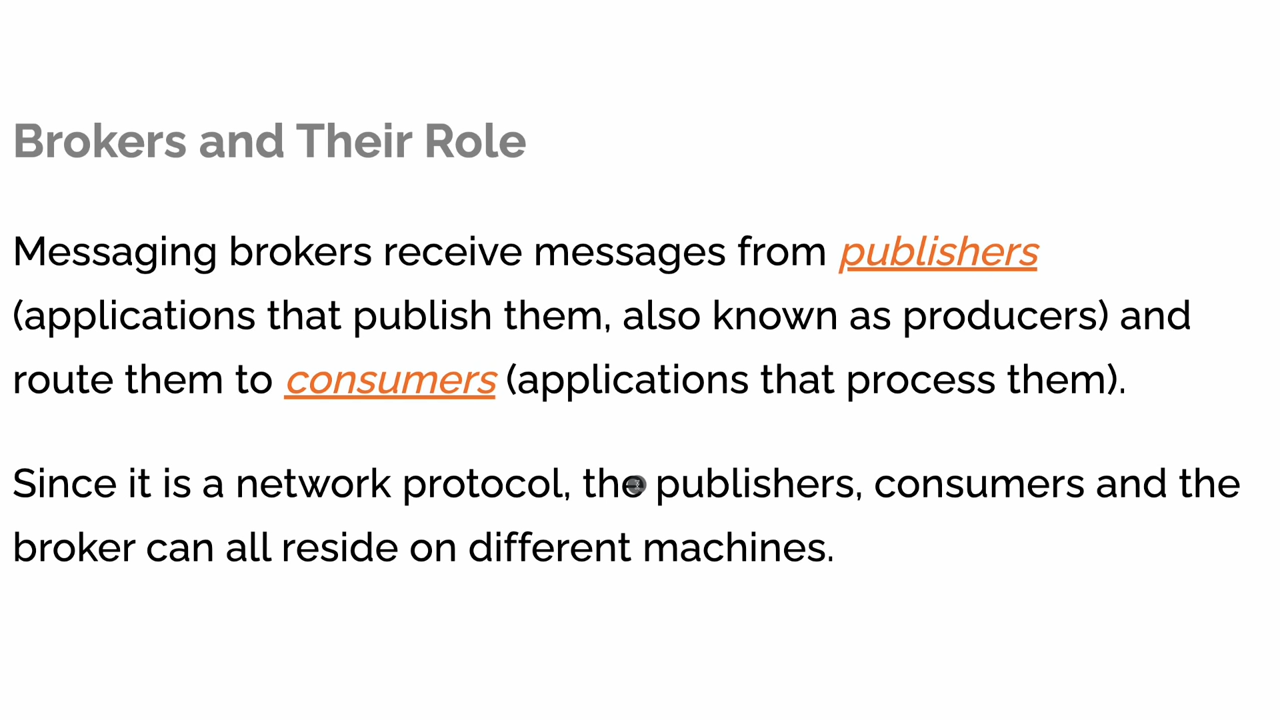 Brokers and Their Role
Messaging brokers receive messages from publishers
(applications that publish them, also known as producers) and
route them to consumers (applications that process them).
Since it is a network protocol, the publishers, consumers and the
broker can all reside on different machines.